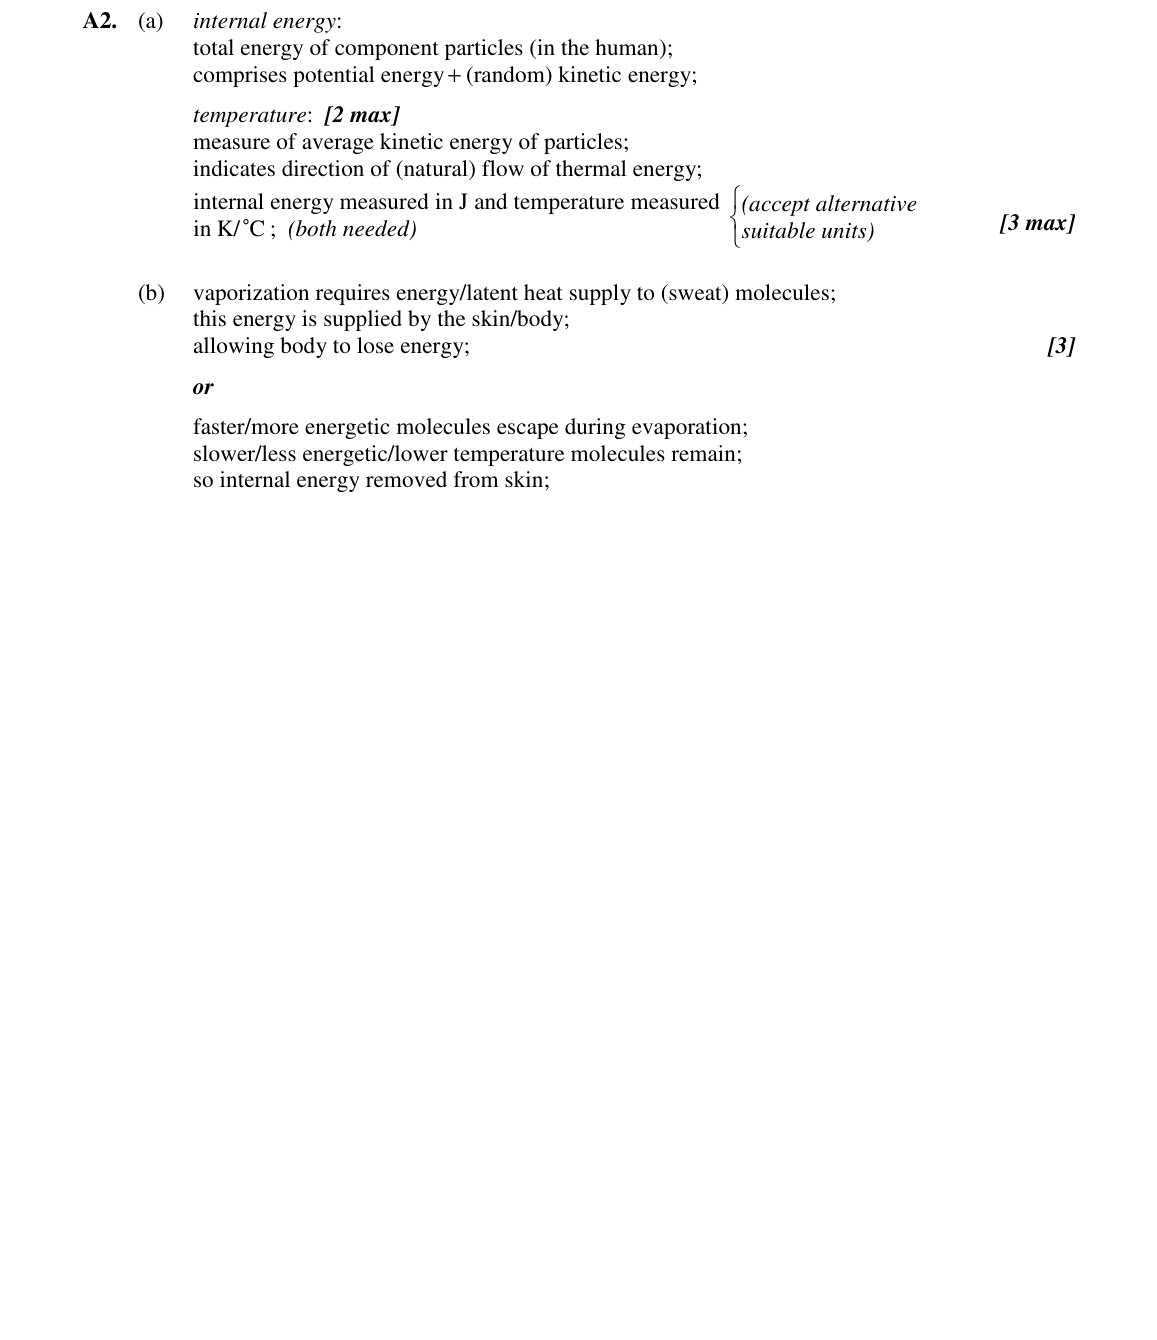 A2. (a) internal energy:
total energy of component particles (in the human);
comprises potential energy + (random) kinetic energy;
temperature: [2 max]
measure of average kinetic energy of particles;
indicates direction of (natural) flow of thermal energy;
internal energy measured in J and temperature measured (accept alternative
in K/°C ; (both needed) suitable units) [3 max]
(b) vaporization requires energy/latent heat supply to (sweat) molecules;
this energy is supplied by the skin/body;
allowing body to lose energy; [3]
or
faster/more energetic molecules escape during evaporation;
slower/less energetic/lower temperature molecules remain;
so internal energy removed from skin;